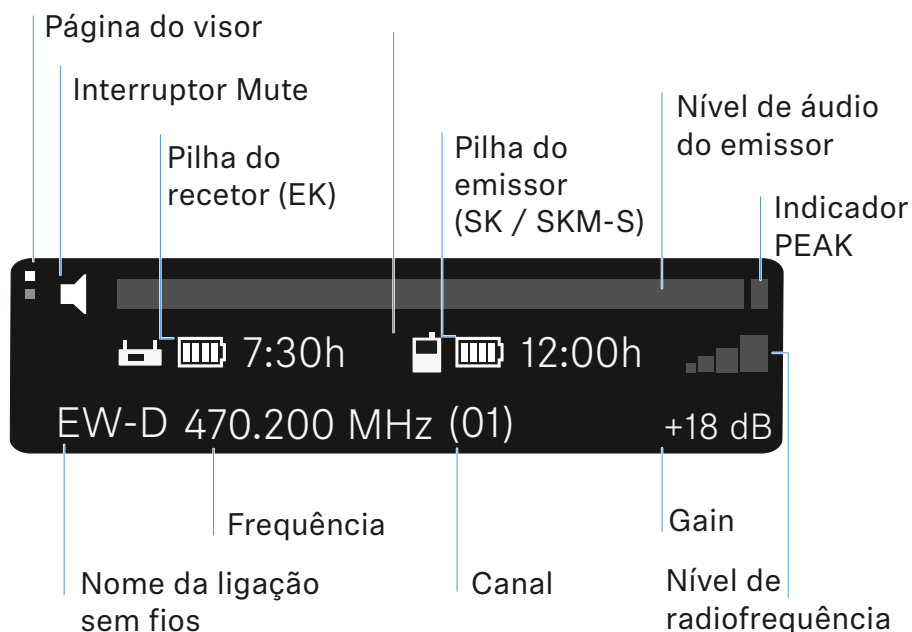 Página do visor
Interruptor Mute
Pilha do
recetor (EK)
Pilha do
emissor
(SK / SKM-S)
Nível de áudio
do emissor
Indicador
PEAK
7:30h
12:00h
EW-D 470.200 MHz (01)
+18 dB
Frequência
Gain
Nome da ligação
sem fios
Canal
Nível de
radiofrequência